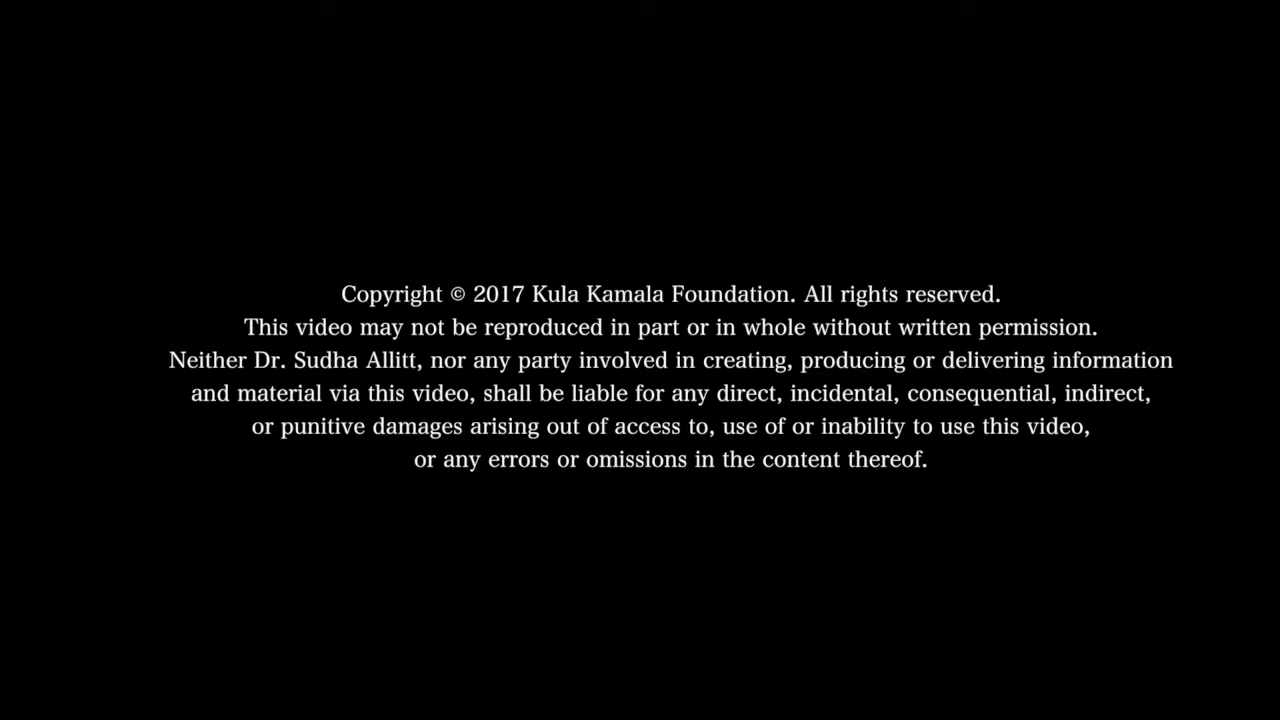 Copyright © 2017 Kula Kamala Foundation. All rights reserved.
This video may not be reproduced in part or in whole without written permission.
Neither Dr. Sudha Allitt, nor any party involved in creating, producing or delivering information
and material via this video, shall be liable for any direct, incidental, consequential, indirect,
or punitive damages arising out of access to, use of or inability to use this video,
or any errors or omissions in the content thereof.